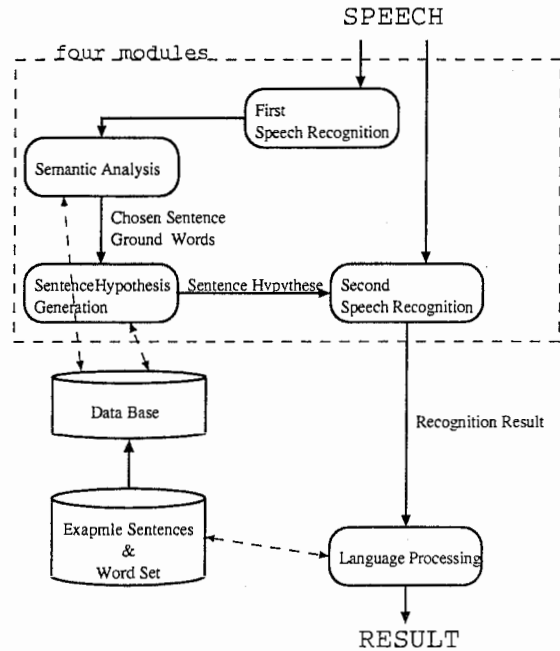 SPEECH
four modules
First
Speech Recognition
Semantic Analysis
Chosen Sentence
Ground Words
SentenceHypothesis
Generation
Sentence Hypythese
Second
Speech Recognition
Data Base
Recognition Result
Exapmle Sentences
&
Word Set
Language Processing
RESULT